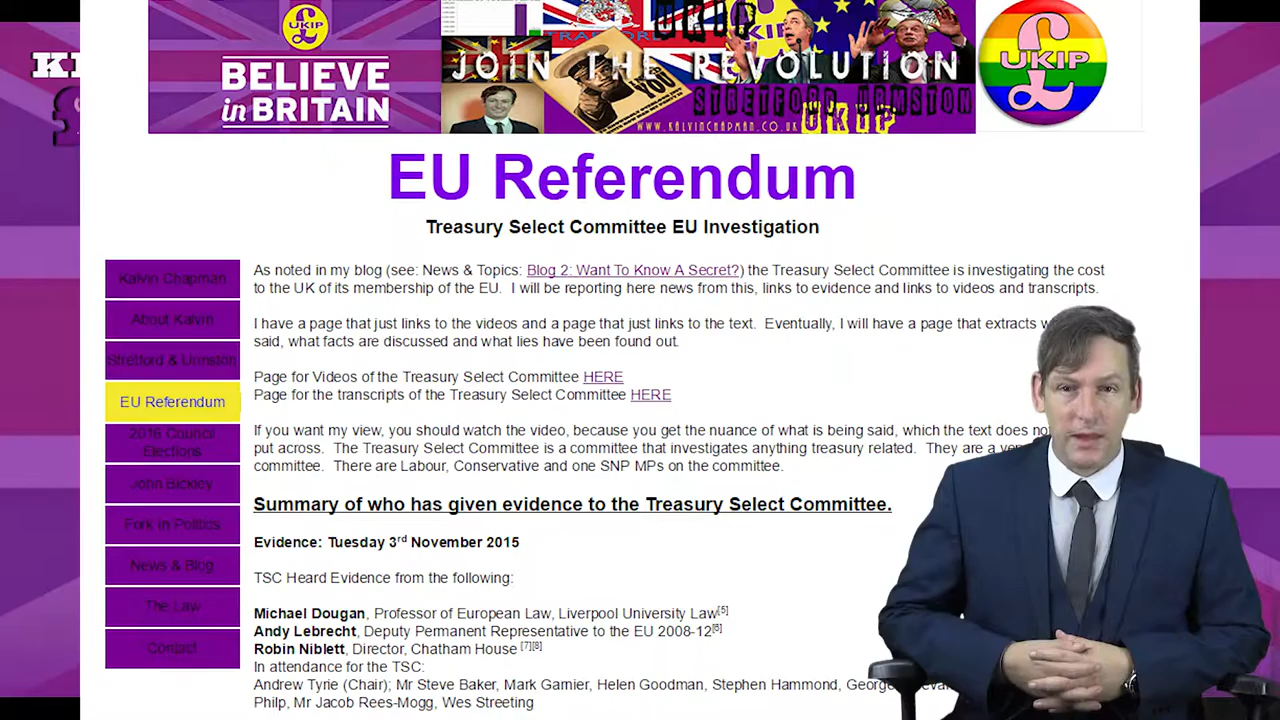 UKIP
BELIEVE
in BRITAIN
UKIP
TRAFFORD
JOIN THE REVOLUTION
YOU
STRETFORD URMSTON
UKIP
WWW.KALVINCHAPMAN.CO.UK
UKIP
EU Referendum
Treasury Select Committee EU Investigation
Kalvin Chapman
About Kalvin
Stretford & Urmston
EU Referendum
2016 Council
Elections
John Bickley
Fork in Politics
News & Blog
The Law
Contact
As noted in my blog (see: News & Topics: Blog 2: Want To Know A Secret?) the Treasury Select Committee is investigating the cost
to the UK of its membership of the EU. I will be reporting here news from this, links to evidence and links to videos and transcripts.
I have a page that just links to the videos and a page that just links to the text. Eventually, I will have a page that extracts
said, what facts are discussed and what lies have been found out.
Page for Videos of the Treasury Select Committee HERE
Page for the transcripts of the Treasury Select Committee HERE
If you want my view, you should watch the video, because you get the nuance of what is being said, which the text does
put across. The Treasury Select Committee is a committee that investigates anything treasury related. They are a
committee. There are Labour, Conservative and one SNP MPs on the committee.
Summary of who has given evidence to the Treasury Select Committee.
Evidence: Tuesday 3rd November 2015
TSC Heard Evidence from the following:
Michael Dougan, Professor of European Law, Liverpool University Law[5]
Andy Lebrecht, Deputy Permanent Representative to the EU 2008-12[6]
Robin Niblett, Director, Chatham House [7][8]
In attendance for the TSC:
Andrew Tyrie (Chair); Mr Steve Baker, Mark Garnier, Helen Goodman, Stephen Hammond,
Philp, Mr Jacob Rees-Mogg, Wes Streeting